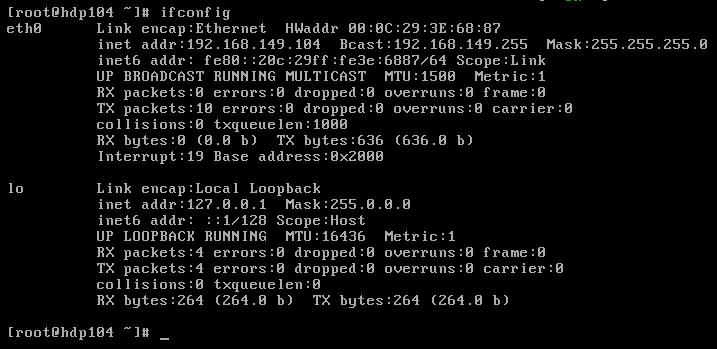 [root@hdp104 ~]# ifconfig
eth0      Link encap:Ethernet  HWaddr 00:0C:29:3E:68:87
          inet addr:192.168.149.104  Bcast:192.168.149.255  Mask:255.255.255.0
          inet6 addr: fe80::20c:29ff:fe3e:6887/64 Scope:Link
          UP BROADCAST RUNNING MULTICAST  MTU:1500  Metric:1
          RX packets:0 errors:0 dropped:0 overruns:0 frame:0
          TX packets:10 errors:0 dropped:0 overruns:0 carrier:0
          collisions:0 txqueuelen:1000
          RX bytes:0 (0.0 b)  TX bytes:636 (636.0 b)
          Interrupt:19 Base address:0x2000

lo        Link encap:Local Loopback
          inet addr:127.0.0.1  Mask:255.0.0.0
          inet6 addr: ::1/128 Scope:Host
          UP LOOPBACK RUNNING  MTU:16436  Metric:1
          RX packets:4 errors:0 dropped:0 overruns:0 frame:0
          TX packets:4 errors:0 dropped:0 overruns:0 carrier:0
          collisions:0 txqueuelen:0
          RX bytes:264 (264.0 b)  TX bytes:264 (264.0 b)

[root@hdp104 ~]# _